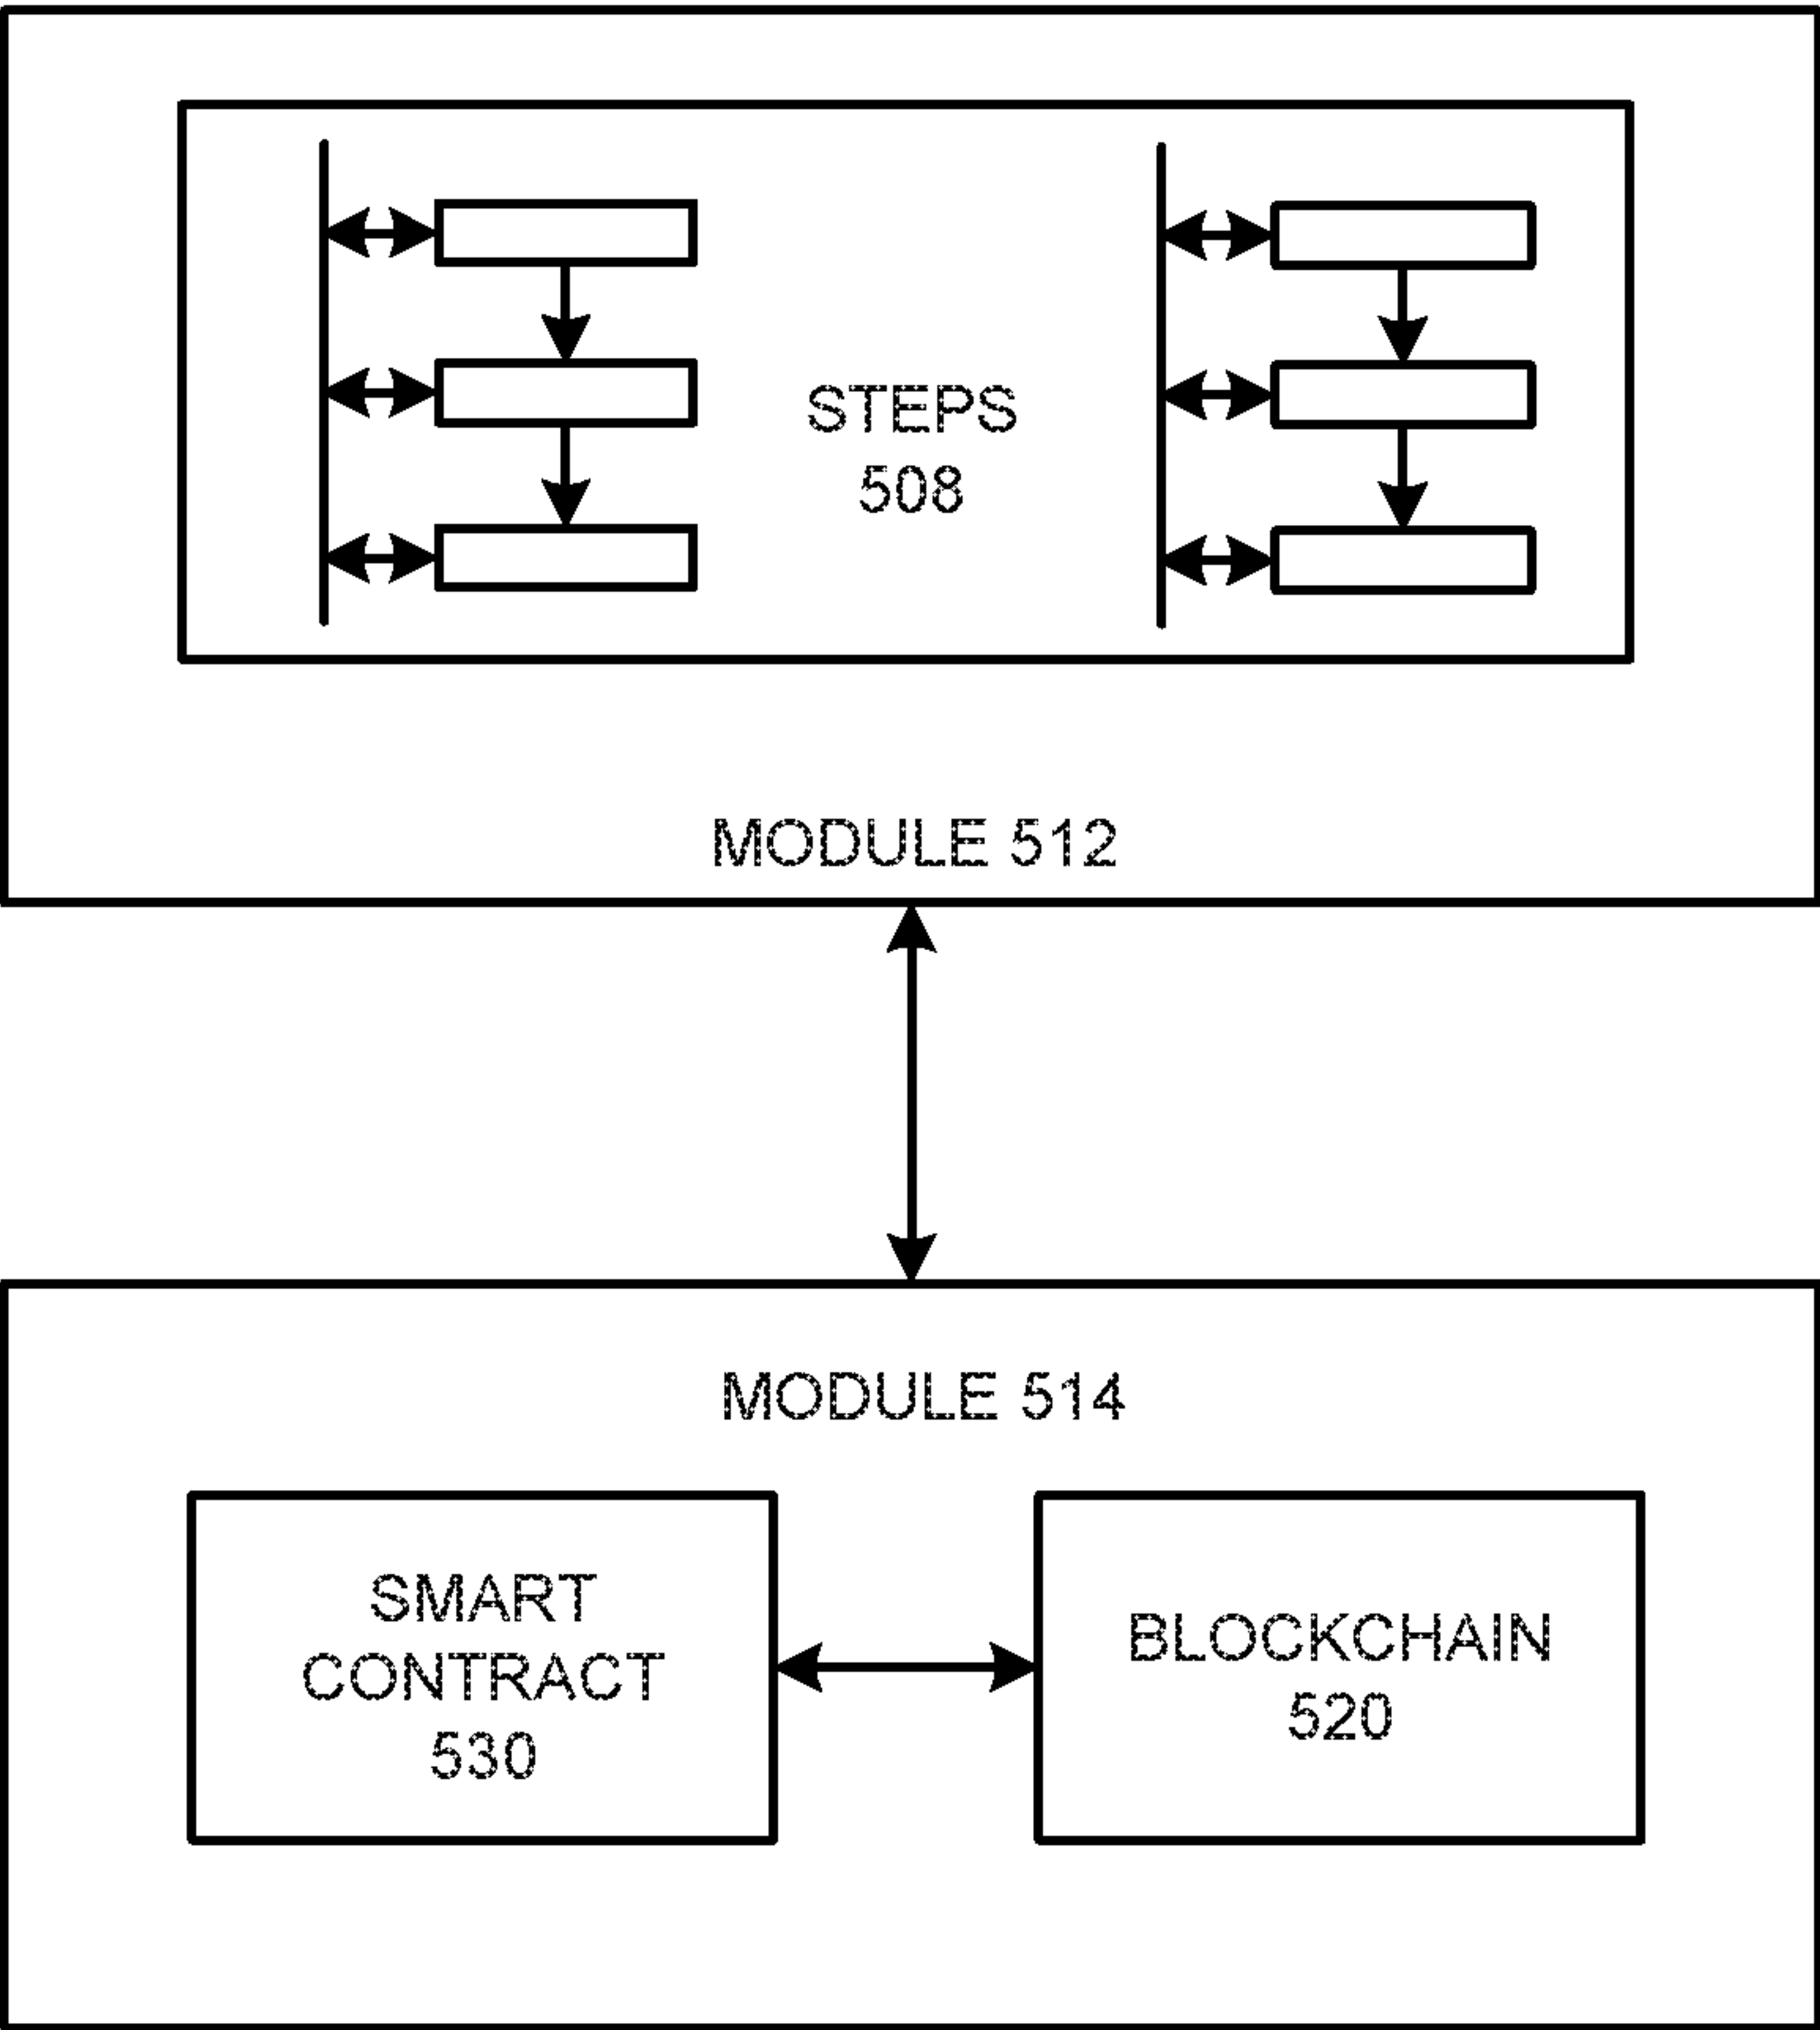 STEPS
508
MODULE 512
MODULE 514
SMART
CONTRACT
530
BLOCKCHAIN
520